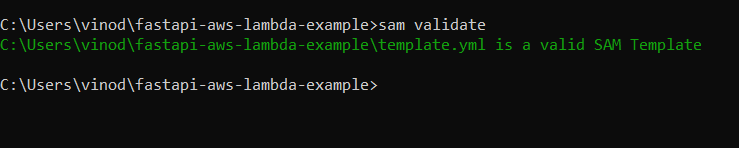 C:\Users\vinod\fastapi-aws-lambda-example>sam validate
C:\Users\vinod\fastapi-aws-lambda-example\template.yml is a valid SAM Template
C:\Users\vinod\fastapi-aws-lambda-example>